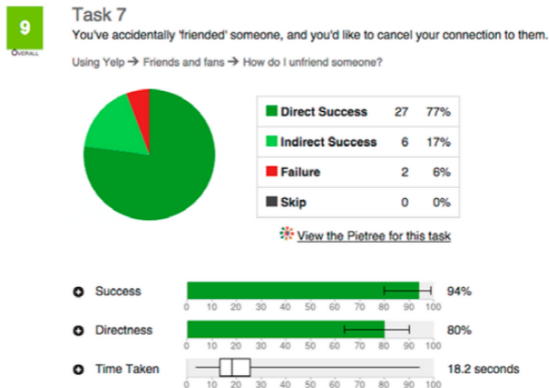 9
OVERALL
Task 7
You've accidentally 'friended' someone, and you'd like to cancel your connection to them.
Using Yelp → Friends and fans → How do I unfriend someone?
Direct Success 27 77%
Indirect Success 6 17%
Failure 2 6%
Skip 0 0%
View the Pietree for this task
Success 94%
0 10 20 30 40 50 60 70 80 90 100
Directness 80%
0 10 20 30 40 50 60 70 80 90 100
Time Taken 18.2 seconds
0 10 20 30 40 50 60 70 80 90 100